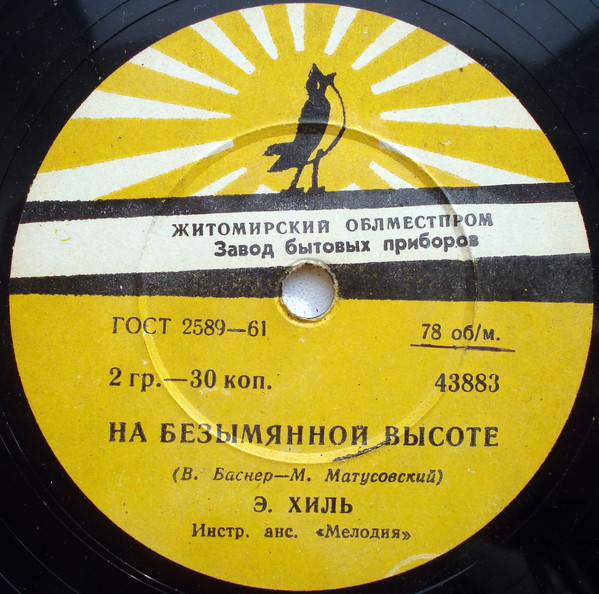 ЖИТОМИРСКИЙ ОБЛМЕСТПРОМ
Завод бытовых приборов
ГОСТ 2589—61 78 об/м.
2 гр.—30 коп. 43883
НА БЕЗЫМЯННОЙ ВЫСОТЕ
(В. Баснер—М. Матусовский)
Э. ХИЛЬ
Инстр. анс. «Мелодия»